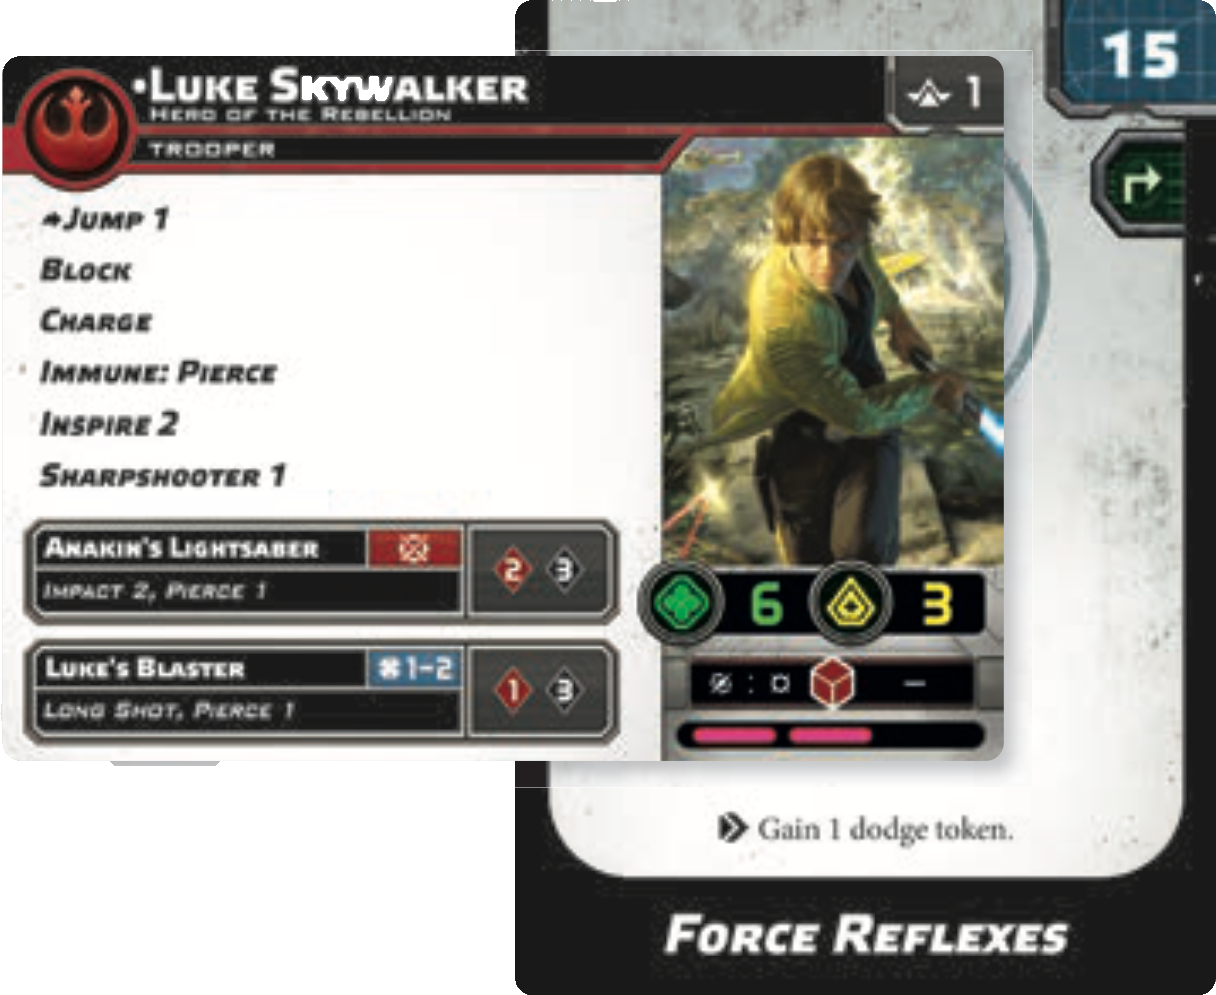 •Luke Skywalker
Hero of the Rebellion
1
15
Trooper
Jump 1
Block
Charge
Immune: Pierce
Inspire 2
Sharpshooter 1
Anakin's Lightsaber
2 3
Impact 2, Pierce 1
6 3
Luke's Blaster
1-2
1 3
Long Shot, Pierce 1
: –
Gain 1 dodge token.
Force Reflexes